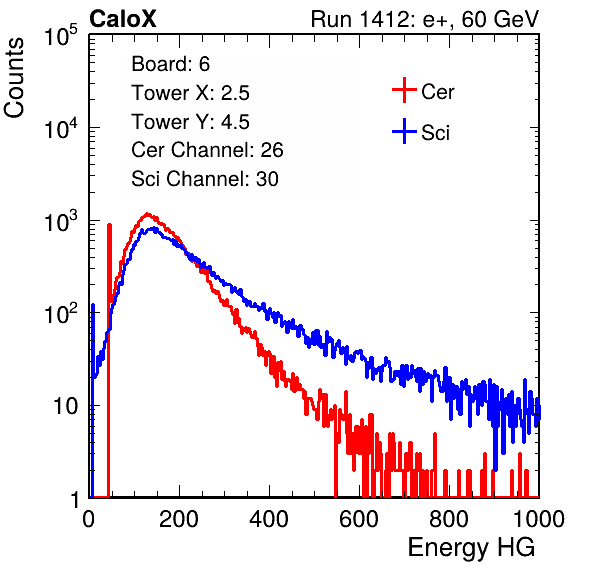 CaloX Run 1412: e+, 60 GeV
Counts
Board: 6
Tower X: 2.5
Tower Y: 4.5
Cer Channel: 26
Sci Channel: 30
Cer
Sci
10^5
10^4
10^3
10^2
10
1
0 200 400 600 800 1000
Energy HG